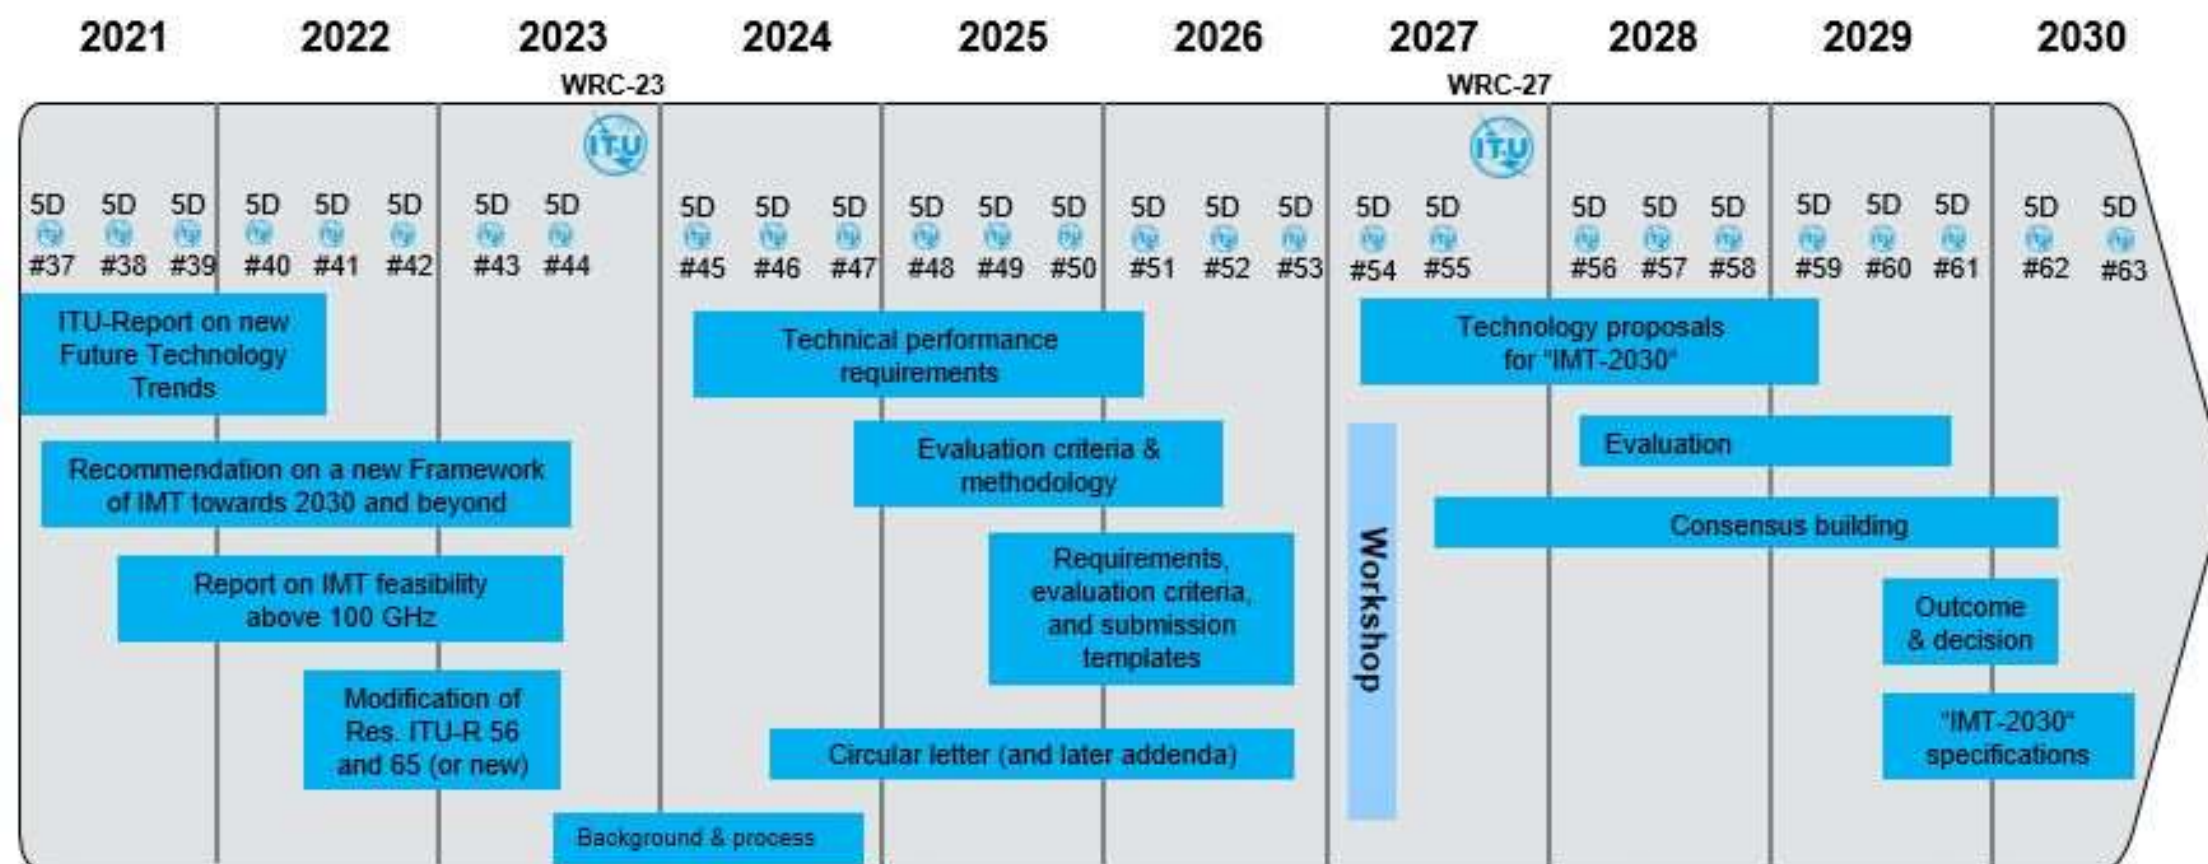 2021 2022 2023 2024 2025 2026 2027 2028 2029 2030
WRC-23 WRC-27
ITU ITU
5D 5D 5D 5D 5D 5D 5D 5D 5D 5D 5D 5D 5D 5D 5D 5D 5D 5D 5D 5D 5D 5D 5D 5D 5D 5D 5D
#37 #38 #39 #40 #41 #42 #43 #44 #45 #46 #47 #48 #49 #50 #51 #52 #53 #54 #55 #56 #57 #58 #59 #60 #61 #62 #63
ITU-Report on new
Future Technology
Trends
Recommendation on a new Framework
of IMT towards 2030 and beyond
Report on IMT feasibility
above 100 GHz
Modification of
Res. ITU-R 56
and 65 (or new)
Background & process
Technical performance
requirements
Evaluation criteria &
methodology
Requirements,
evaluation criteria,
and submission
templates
Circular letter (and later addenda)
Workshop
Technology proposals
for "IMT-2030"
Evaluation
Consensus building
Outcome
& decision
"IMT-2030"
specifications